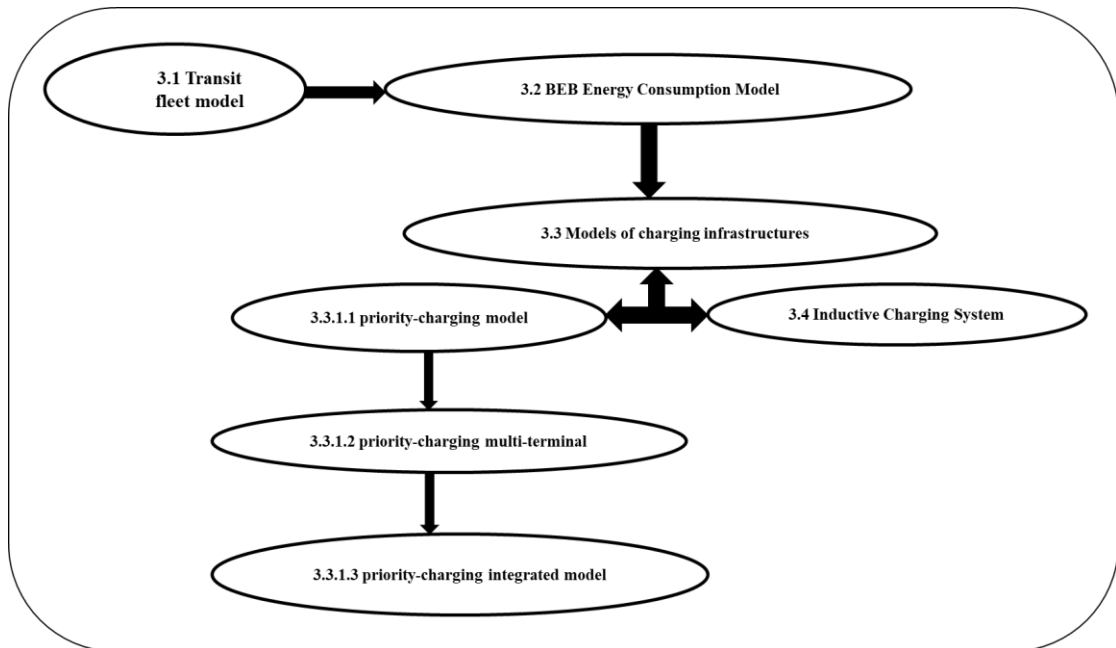 3.1 Transit
fleet model
3.2 BEB Energy Consumption Model
3.3 Models of charging infrastructures
3.3.1.1 priority-charging model
3.4 Inductive Charging System
3.3.1.2 priority-charging multi-terminal
3.3.1.3 priority-charging integrated model